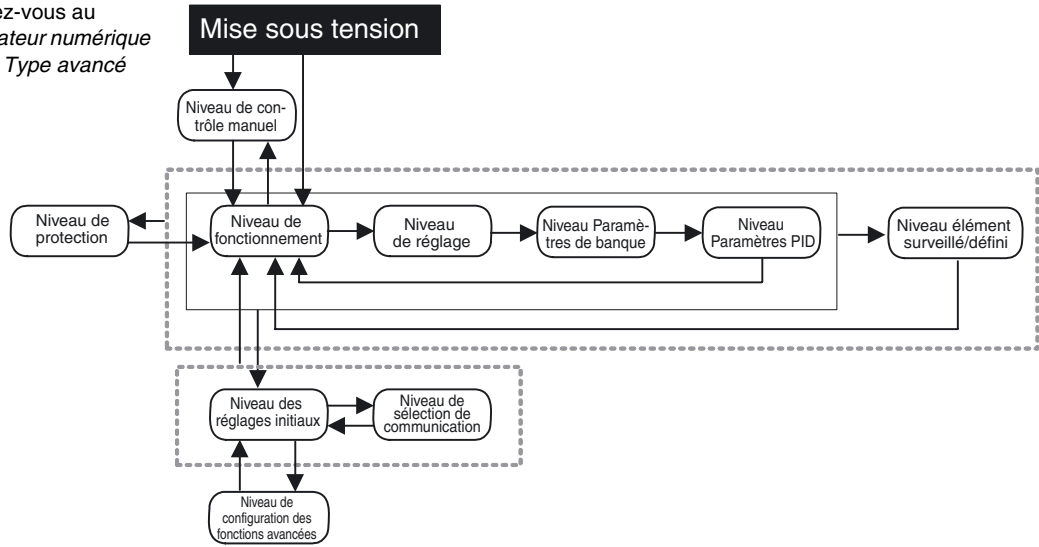 ez-vous au
ateur numérique
Type avancé
Mise sous tension
Niveau de con-
trôle manuel
Niveau de
protection
Niveau de
fonctionnement
Niveau
de réglage
Niveau Paramè-
tres de banque
Niveau
Paramètres PID
Niveau élément
surveillé/défini
Niveau des
réglages initiaux
Niveau de
sélection de
communication
Niveau de
configuration des
fonctions avancées